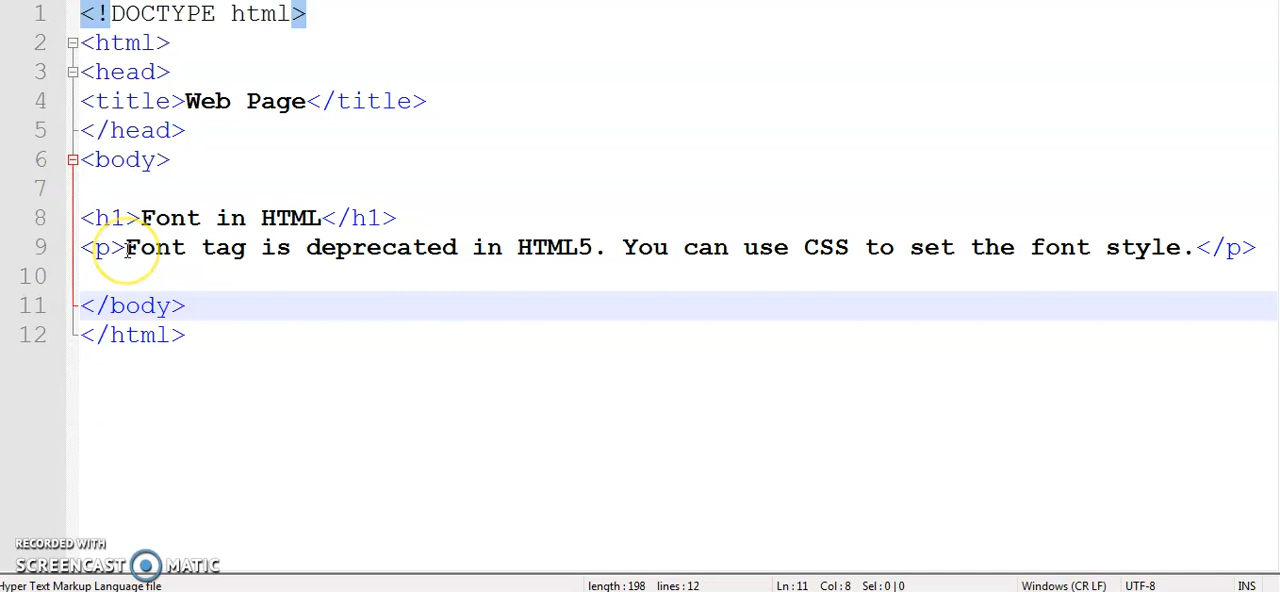 1 <!DOCTYPE html>
2 <html>
3 <head>
4 <title>Web Page</title>
5 </head>
6 <body>
7
8 <h1>Font in HTML</h1>
9 <p>Font tag is deprecated in HTML5. You can use CSS to set the font style.</p>
10
11 </body>
12 </html>
RECORDED WITH
SCREENCAST MATIC
Hyper Text Markup Language file length : 198 lines : 12 Ln : 11 Col : 8 Sel : 0 | 0 Windows (CR LF) UTF-8 INS